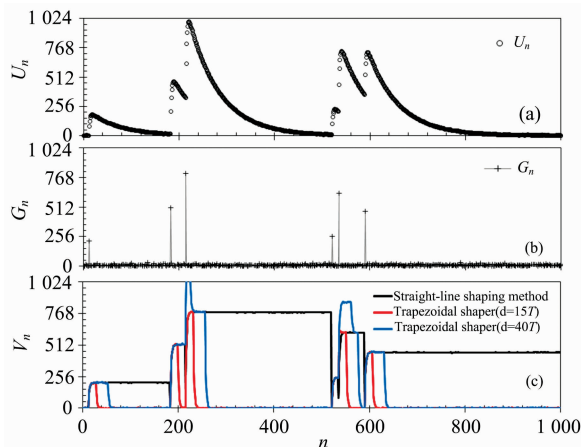 1 024
768
512
256
0
U_n
U_n
(a)
1 024
768
512
256
0
G_n
G_n
(b)
1 024
768
512
256
0
V_n
Straight-line shaping method
Trapezoidal shaper(d=15T)
Trapezoidal shaper(d=40T)
(c)
0 200 400 600 800 1 000
n